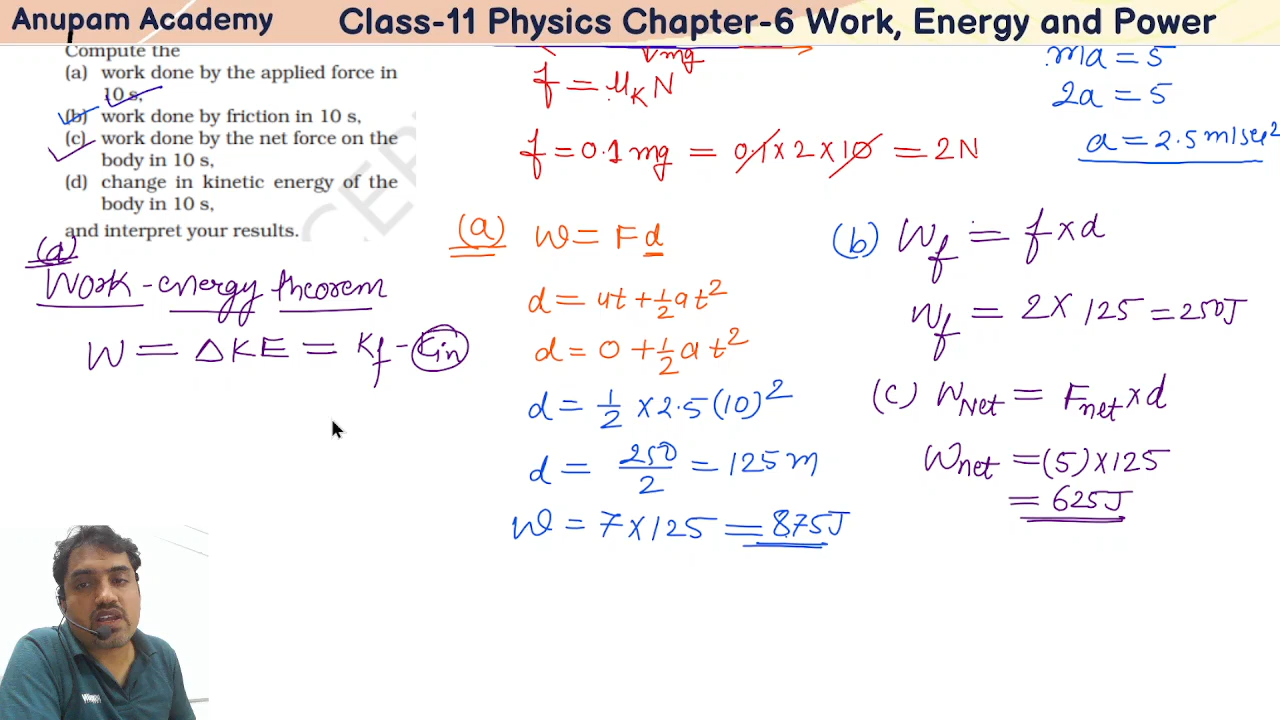 Anupam Academy
Class-11 Physics Chapter-6 Work, Energy and Power
Compute the
(a) work done by the applied force in
10 s,
(b) work done by friction in 10 s,
(c) work done by the net force on the
body in 10 s,
(d) change in kinetic energy of the
body in 10 s,
and interpret your results.
(d)
Work-energy theorem
W = ΔKE = Kf - Kin
mg
f = μK N
f = 0.1 mg = 0.1 × 2 × 10 = 2N
ma = 5
2a = 5
a = 2.5 m/sec²
(a) W = Fd
d = ut + 1/2 at²
d = 0 + 1/2 at²
d = 1/2 × 2.5 (10)²
d = 250/2 = 125 m
W = 7 × 125 = 875J
(b) Wf = f × d
Wf = 2 × 125 = 250J
(c) WNet = Fnet × d
Wnet = (5) × 125
= 625J